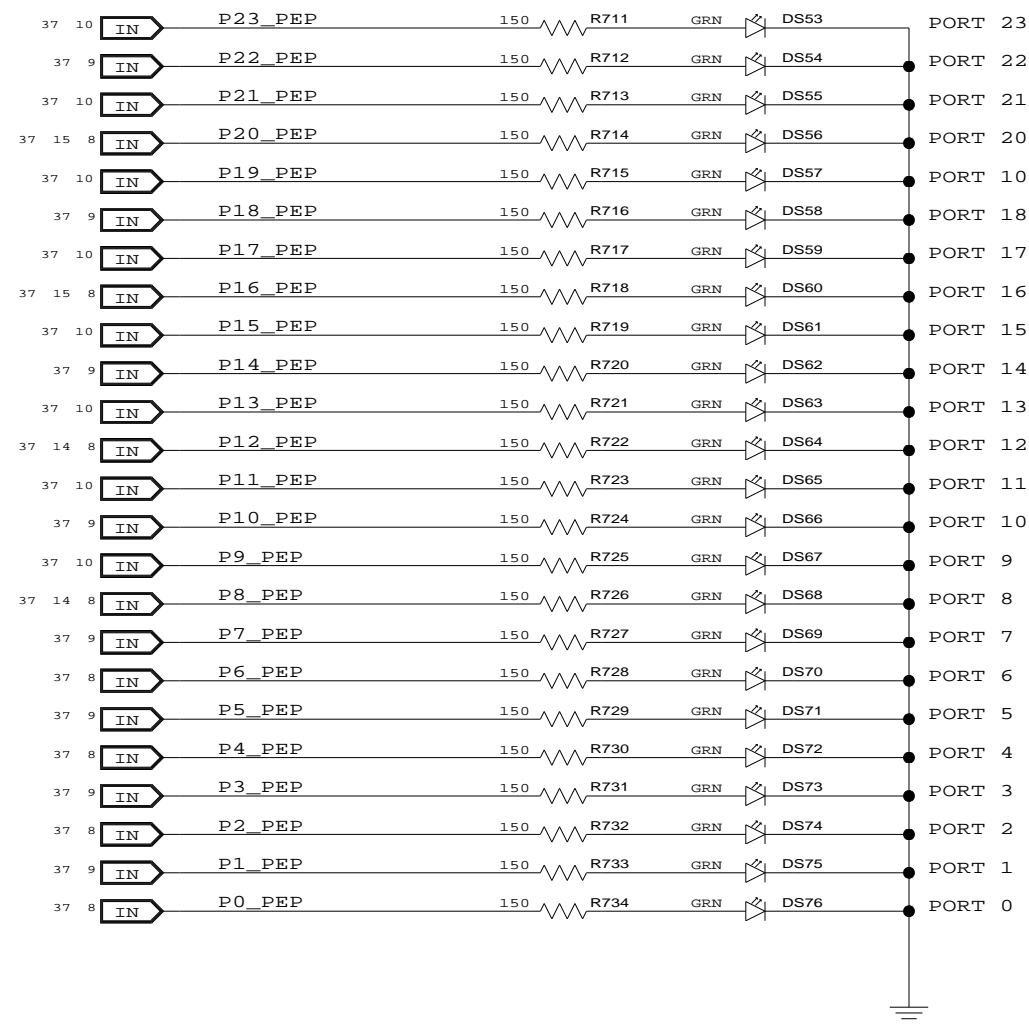 37 10 IN P23_PEP 150 R711 GRN DS53 PORT 23
37 9 IN P22_PEP 150 R712 GRN DS54 PORT 22
37 10 IN P21_PEP 150 R713 GRN DS55 PORT 21
37 15 8 IN P20_PEP 150 R714 GRN DS56 PORT 20
37 10 IN P19_PEP 150 R715 GRN DS57 PORT 10
37 9 IN P18_PEP 150 R716 GRN DS58 PORT 18
37 10 IN P17_PEP 150 R717 GRN DS59 PORT 17
37 15 8 IN P16_PEP 150 R718 GRN DS60 PORT 16
37 10 IN P15_PEP 150 R719 GRN DS61 PORT 15
37 9 IN P14_PEP 150 R720 GRN DS62 PORT 14
37 10 IN P13_PEP 150 R721 GRN DS63 PORT 13
37 14 8 IN P12_PEP 150 R722 GRN DS64 PORT 12
37 10 IN P11_PEP 150 R723 GRN DS65 PORT 11
37 9 IN P10_PEP 150 R724 GRN DS66 PORT 10
37 10 IN P9_PEP 150 R725 GRN DS67 PORT 9
37 14 8 IN P8_PEP 150 R726 GRN DS68 PORT 8
37 9 IN P7_PEP 150 R727 GRN DS69 PORT 7
37 8 IN P6_PEP 150 R728 GRN DS70 PORT 6
37 9 IN P5_PEP 150 R729 GRN DS71 PORT 5
37 8 IN P4_PEP 150 R730 GRN DS72 PORT 4
37 9 IN P3_PEP 150 R731 GRN DS73 PORT 3
37 8 IN P2_PEP 150 R732 GRN DS74 PORT 2
37 9 IN P1_PEP 150 R733 GRN DS75 PORT 1
37 8 IN P0_PEP 150 R734 GRN DS76 PORT 0